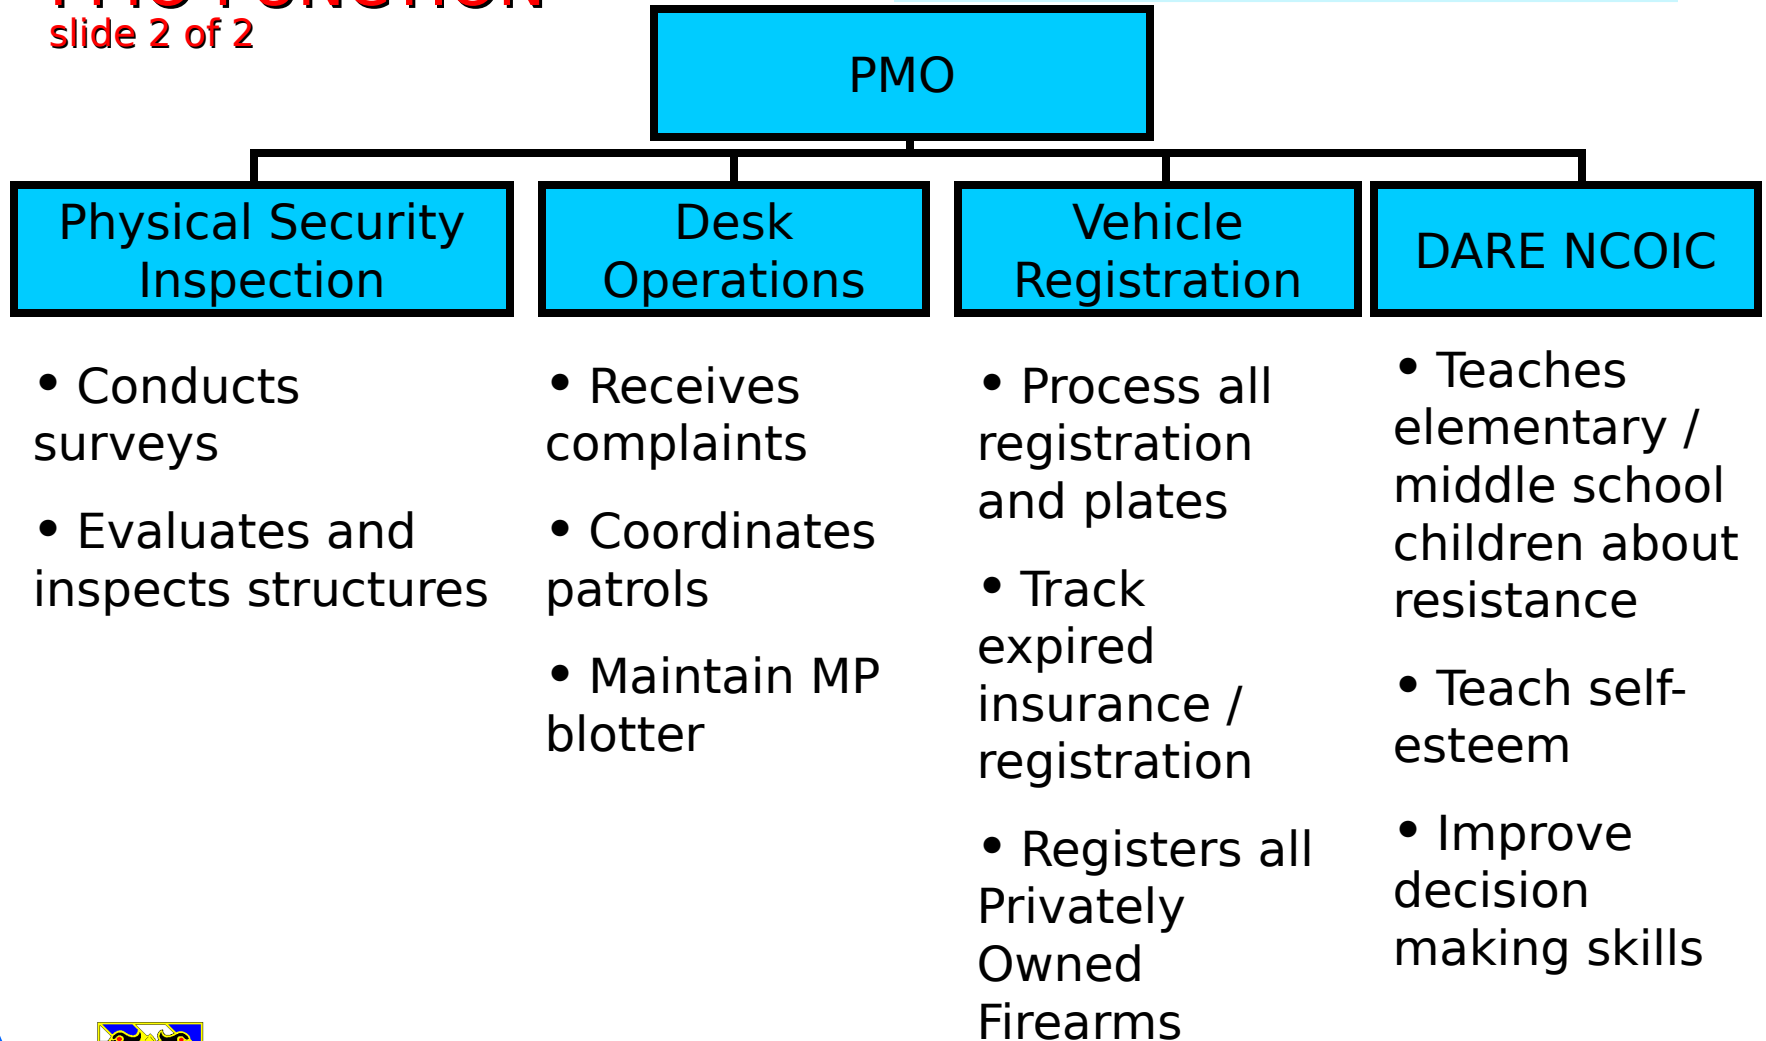 PMO FUNCTION
slide 2 of 2
PMO
Physical Security
Inspection
Desk
Operations
Vehicle
Registration
DARE NCOIC
• Conducts
surveys
• Evaluates and
inspects structures
• Receives
complaints
• Coordinates
patrols
• Maintain MP
blotter
• Process all
registration
and plates
• Track
expired
insurance /
registration
• Registers all
Privately
Owned
Firearms
• Teaches
elementary /
middle school
children about
resistance
• Teach self-
esteem
• Improve
decision
making skills